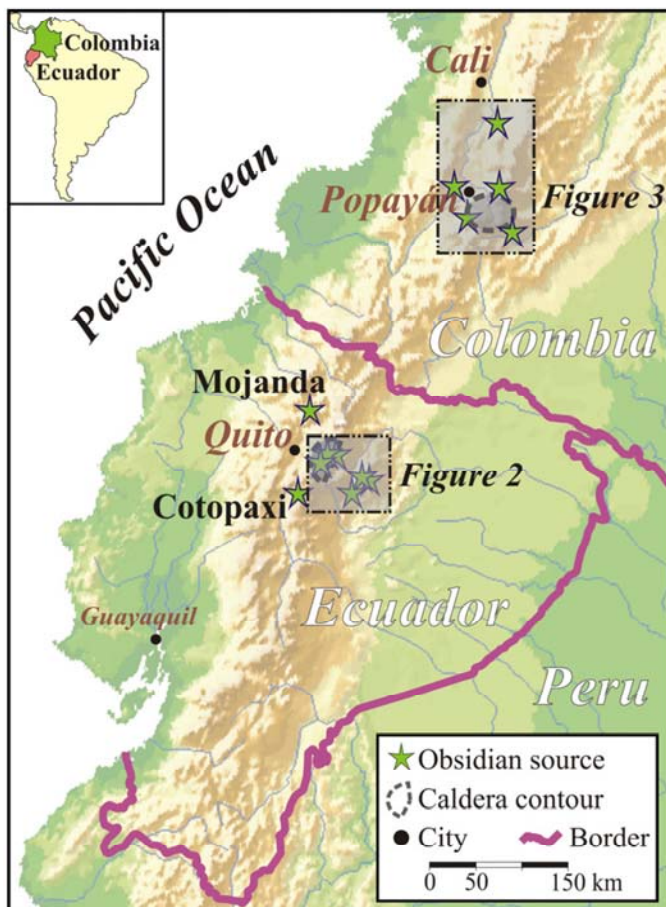 Colombia
Ecuador
Cali
Pacific Ocean
Popayán
Figure 3
Colombia
Mojanda
Quito
Figure 2
Cotopaxi
Ecuador
Guayaquil
Peru
Obsidian source
Caldera contour
City
Border
0 50 150 km